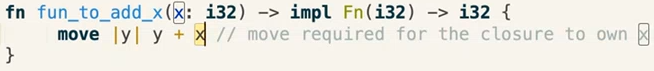 fn fun_to_add_x(x: i32) -> impl Fn(i32) -> i32 {
    move |y| y + x // move required for the closure to own x
}